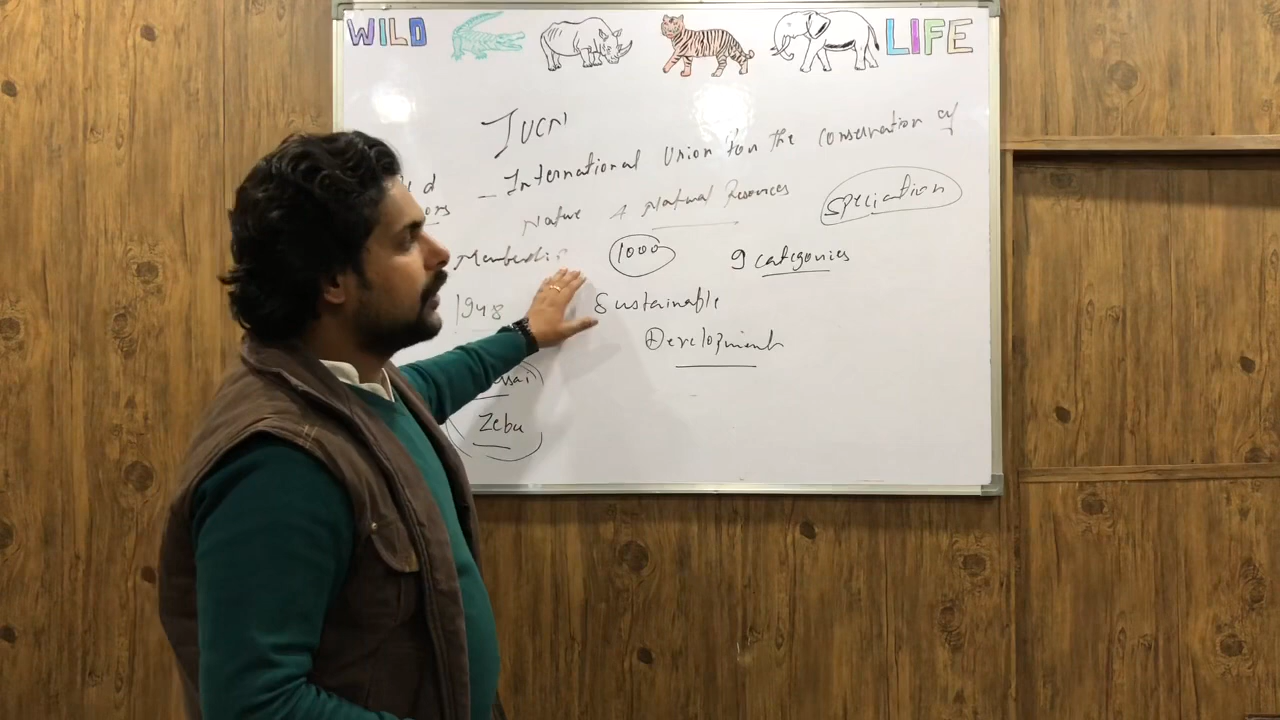 WILD LIFE
IUCN
- International Union for the Conservation of
Nature & Natural Resources
Speciation
1000
9 categories
1948
Sustainable
Development
Zebu